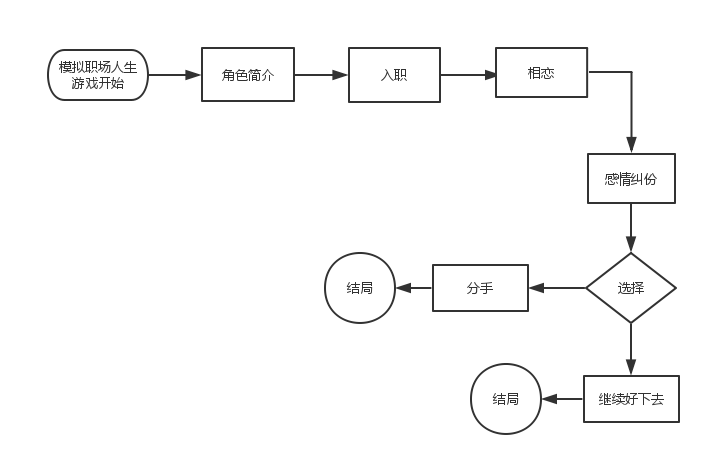 模拟职场人生
游戏开始
角色简介
入职
相恋
感情纠份
选择
分手
结局
继续好下去
结局